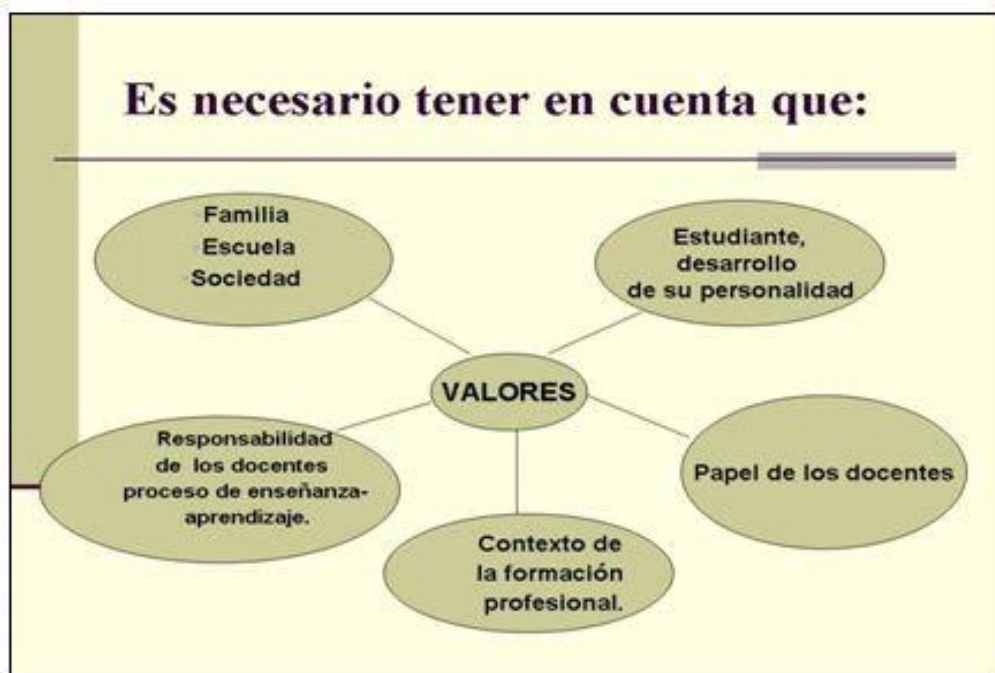 Es necesario tener en cuenta que:
Familia
Escuela
Sociedad
Estudiante,
desarrollo
de su personalidad
VALORES
Responsabilidad
de los docentes
proceso de enseñanza-
aprendizaje.
Papel de los docentes
Contexto de
la formación
profesional.